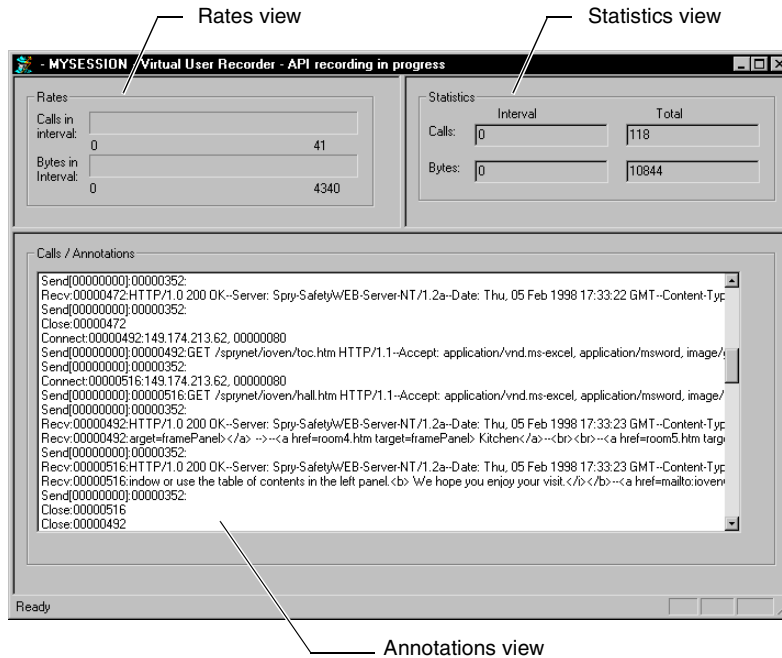 Rates view
Statistics view
- MYSESSION - Virtual User Recorder - API recording in progress
Rates
Calls in
interval:
0 41
Bytes in
Interval:
0 4340
Statistics
Interval Total
Calls: 0 118
Bytes: 0 10844
Calls / Annotations
Send[00000000]:00000352:
Recv:00000472:HTTP/1.0 200 OK--Server: Spry-SafetyWEB-Server-NT/1.2a--Date: Thu, 05 Feb 1998 17:33:22 GMT--Content-Typ
Send[00000000]:00000352:
Close:00000472
Connect:00000492:149.174.213.62, 00000080
Send[00000000]:00000492:GET /sprynet/ioven/toc.htm HTTP/1.1--Accept: application/vnd.ms-excel, application/msword, image/g
Send[00000000]:00000352:
Connect:00000516:149.174.213.62, 00000080
Send[00000000]:00000516:GET /sprynet/ioven/hall.htm HTTP/1.1--Accept: application/vnd.ms-excel, application/msword, image/
Send[00000000]:00000352:
Recv:00000492:HTTP/1.0 200 OK--Server: Spry-SafetyWEB-Server-NT/1.2a--Date: Thu, 05 Feb 1998 17:33:23 GMT--Content-Typ
Recv:00000492:arget=framePanel></a> -->--<a href=room4.htm target=framePanel> Kitchen</a>--<br><br>--<a href=room5.htm targ
Send[00000000]:00000352:
Recv:00000516:HTTP/1.0 200 OK--Server: Spry-SafetyWEB-Server-NT/1.2a--Date: Thu, 05 Feb 1998 17:33:23 GMT--Content-Typ
Recv:00000516:indow or use the table of contents in the left panel.<b> We hope you enjoy your visit.</i></b>--<a href=mailto:ioven
Send[00000000]:00000352:
Close:00000516
Close:00000492
Ready
Annotations view